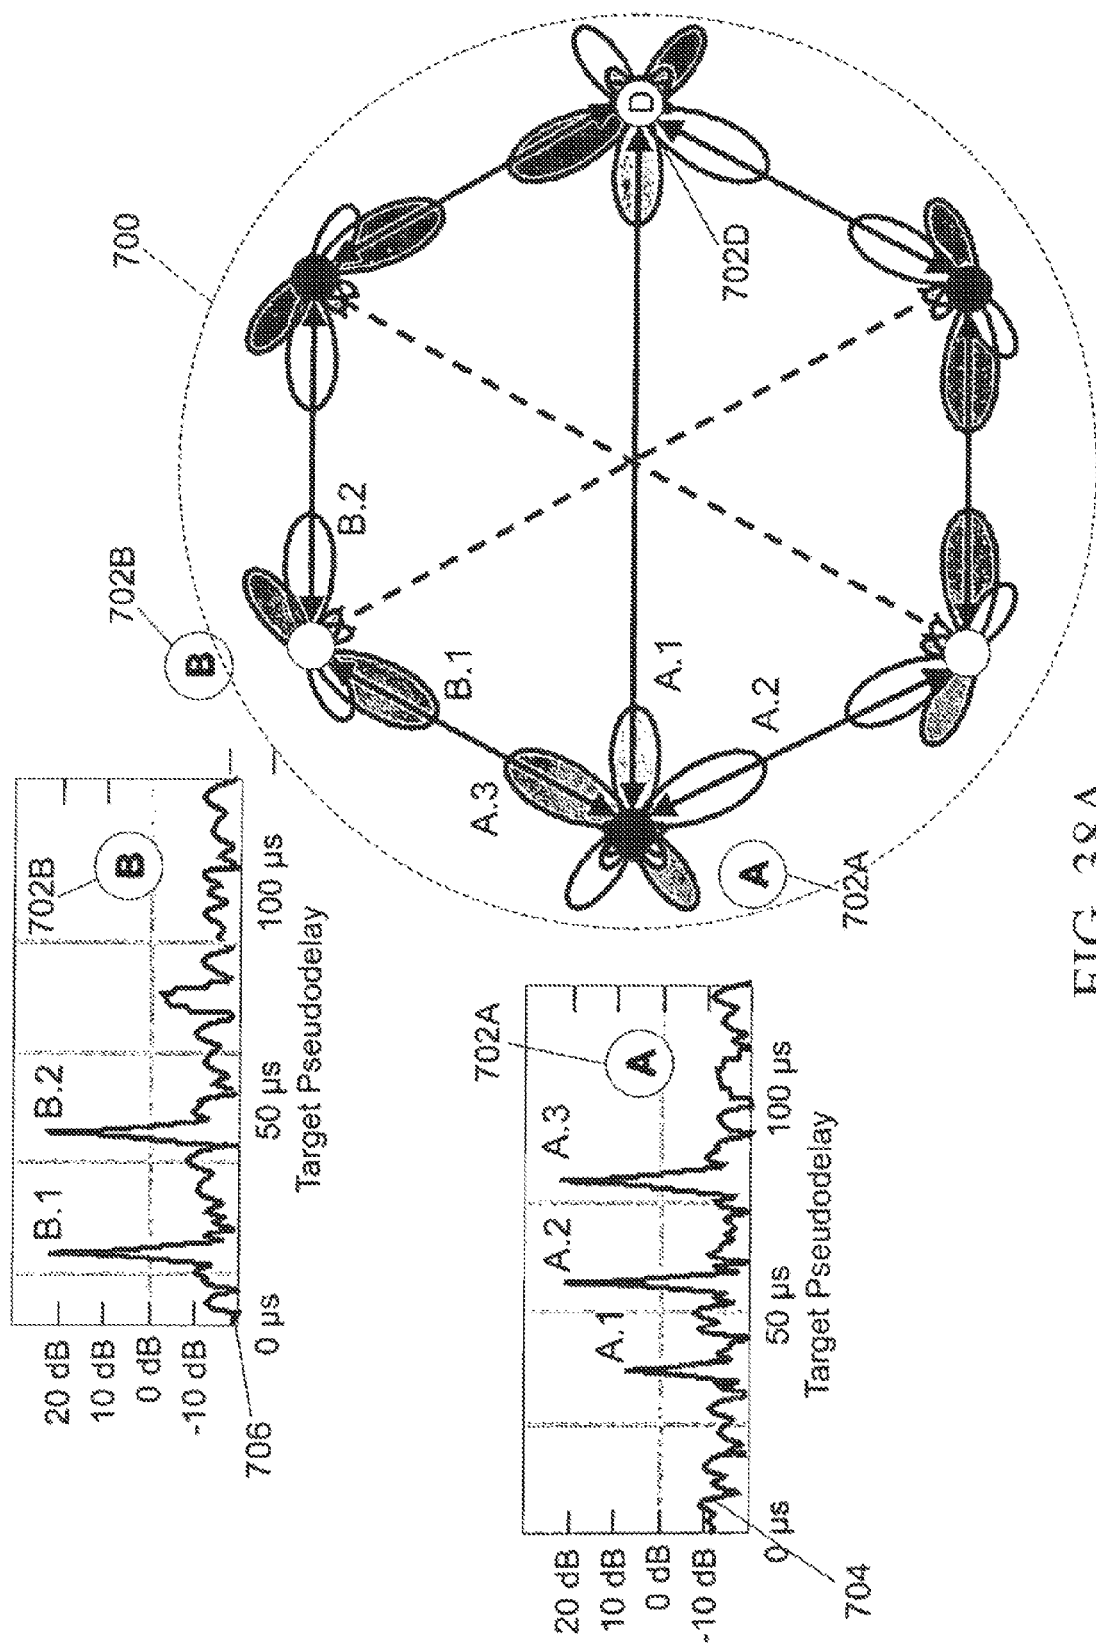 702B
B
B.1
B.2
20 dB
10 dB
0 dB
-10 dB
0 µs
50 µs
100 µs
Target Pseudodelay
706
702A
A
A.1
A.2
A.3
20 dB
10 dB
0 dB
-10 dB
0 µs
50 µs
100 µs
Target Pseudodelay
704
700
702B
B
B.2
B.1
A.3
A.1
A.2
A
702A
D
702D
FIG. 38A